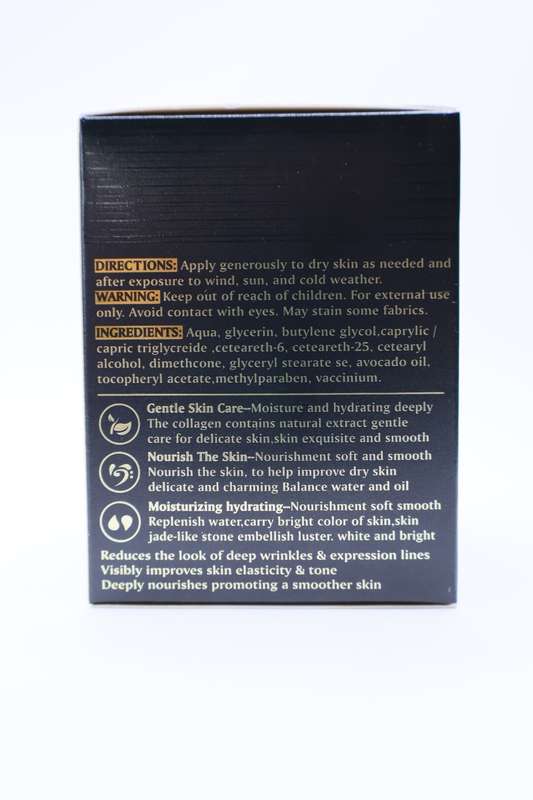 DIRECTIONS: Apply generously to dry skin as needed and
after exposure to wind, sun, and cold weather.
WARNING: Keep out of reach of children. For external use
only. Avoid contact with eyes. May stain some fabrics.
INGREDIENTS: Aqua, glycerin, butylene glycol,caprylic /
capric triglycreide ,ceteareth-6, ceteareth-25, cetearyl
alcohol, dimethcone, glyceryl stearate se, avocado oil,
tocopheryl acetate,methylparaben, vaccinium.
Gentle Skin Care—Moisture and hydrating deeply
The collagen contains natural extract gentle
care for delicate skin,skin exquisite and smooth
Nourish The Skin—Nourishment soft and smooth
Nourish the skin, to help improve dry skin
delicate and charming Balance water and oil
Moisturizing hydrating—Nourishment soft smooth
Replenish water,carry bright color of skin,skin
jade-like stone embellish luster. white and bright
Reduces the look of deep wrinkles & expression lines
Visibly improves skin elasticity & tone
Deeply nourishes promoting a smoother skin